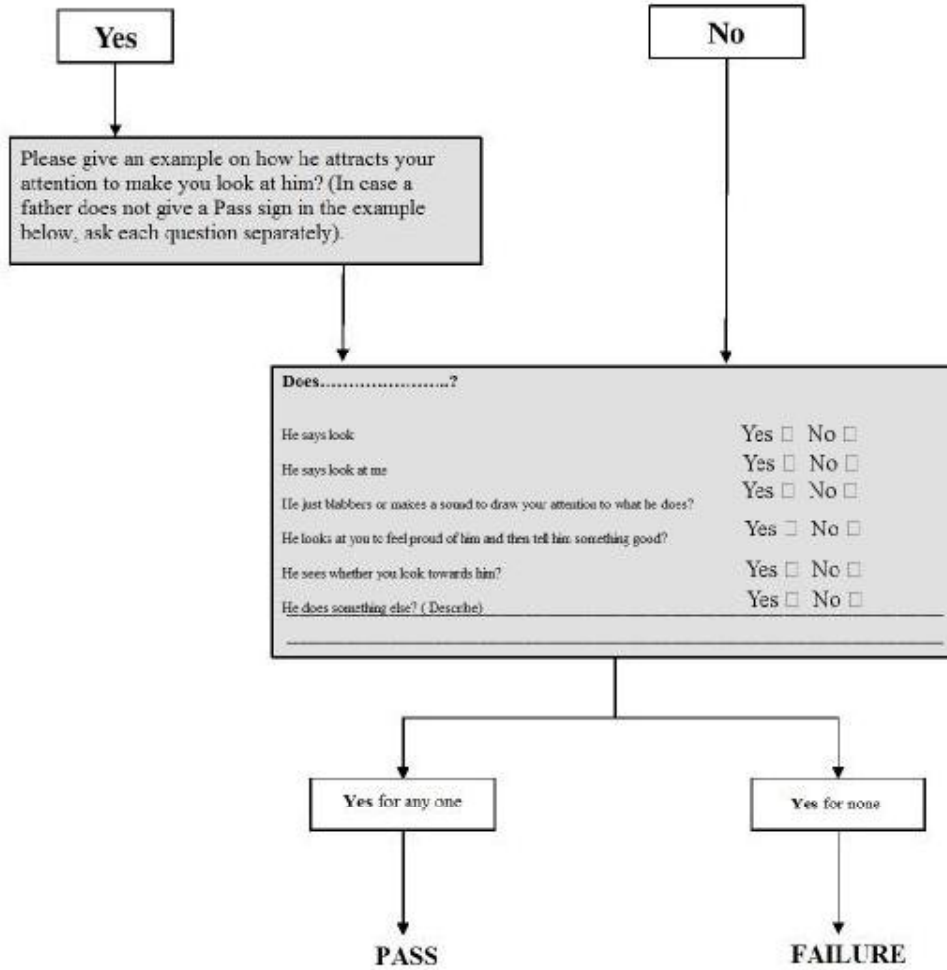 Yes
No
Please give an example on how he attracts your
attention to make you look at him? (In case a
father does not give a Pass sign in the example
below, ask each question separately).
Does……………………..?
He says look Yes □ No □
He says look at me Yes □ No □
He just blabbers or makes a sound to draw your attention to what he does? Yes □ No □
He looks at you to feel proud of him and then tell him something good? Yes □ No □
He sees whether you look towards him? Yes □ No □
He does something else? ( Describe) Yes □ No □
Yes for any one
Yes for none
PASS
FAILURE